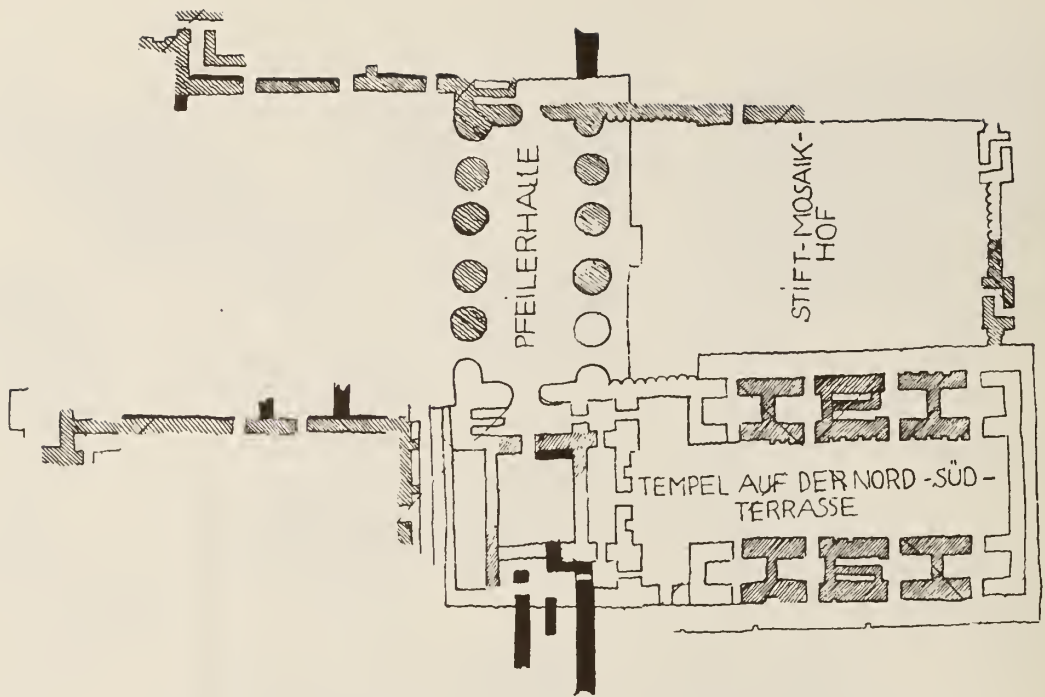 PFEILERHALLE
STIFT-MOSAIK-
HOF
TEMPEL AUF DER NORD-SÜD-
TERRASSE